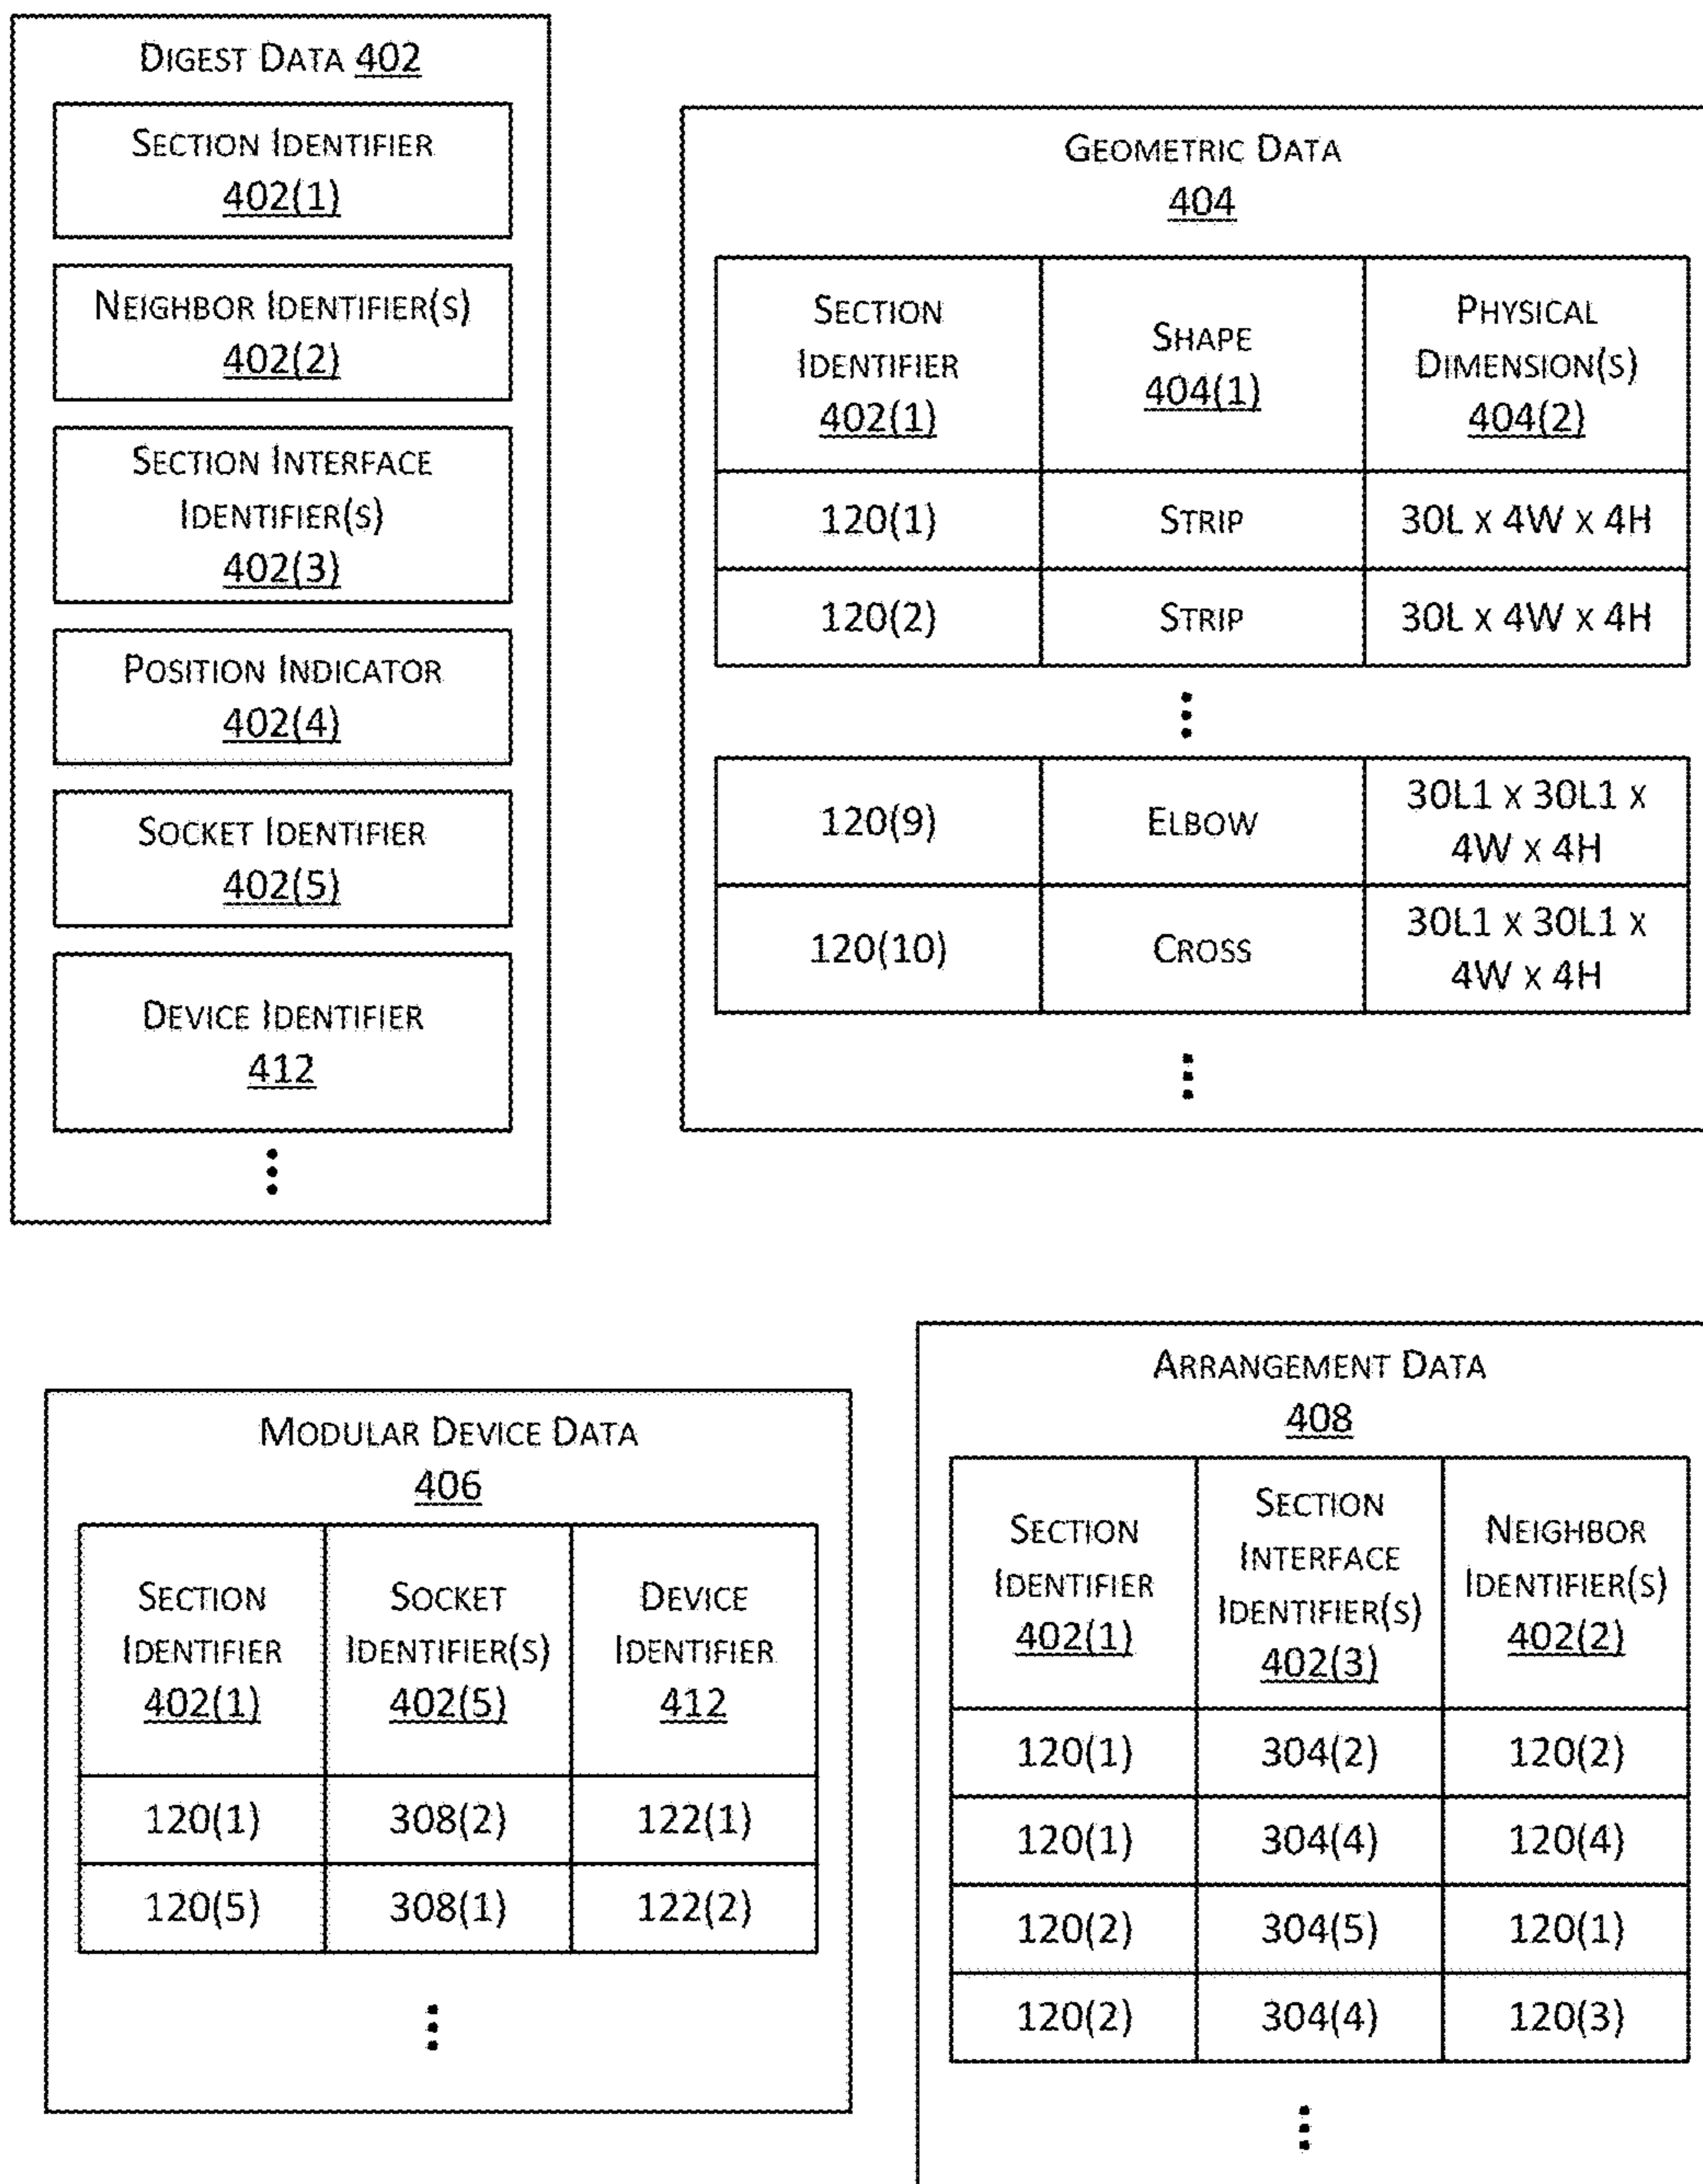 DIGEST DATA 402
SECTION IDENTIFIER
402(1)
NEIGHBOR IDENTIFIER(S)
402(2)
SECTION INTERFACE
IDENTIFIER(S)
402(3)
POSITION INDICATOR
402(4)
SOCKET IDENTIFIER
402(5)
DEVICE IDENTIFIER
412
GEOMETRIC DATA
404
SECTION
IDENTIFIER
402(1)
SHAPE
404(1)
PHYSICAL
DIMENSION(S)
404(2)
120(1) STRIP 30L X 4W X 4H
120(2) STRIP 30L X 4W X 4H
120(9) ELBOW 30L1 X 30L1 X
4W X 4H
120(10) CROSS 30L1 X 30L1 X
4W X 4H
MODULAR DEVICE DATA
406
SECTION
IDENTIFIER
402(1)
SOCKET
IDENTIFIER(S)
402(5)
DEVICE
IDENTIFIER
412
120(1) 308(2) 122(1)
120(5) 308(1) 122(2)
ARRANGEMENT DATA
408
SECTION
IDENTIFIER
402(1)
SECTION
INTERFACE
IDENTIFIER(S)
402(3)
NEIGHBOR
IDENTIFIER(S)
402(2)
120(1) 304(2) 120(2)
120(1) 304(4) 120(4)
120(2) 304(5) 120(1)
120(2) 304(4) 120(3)